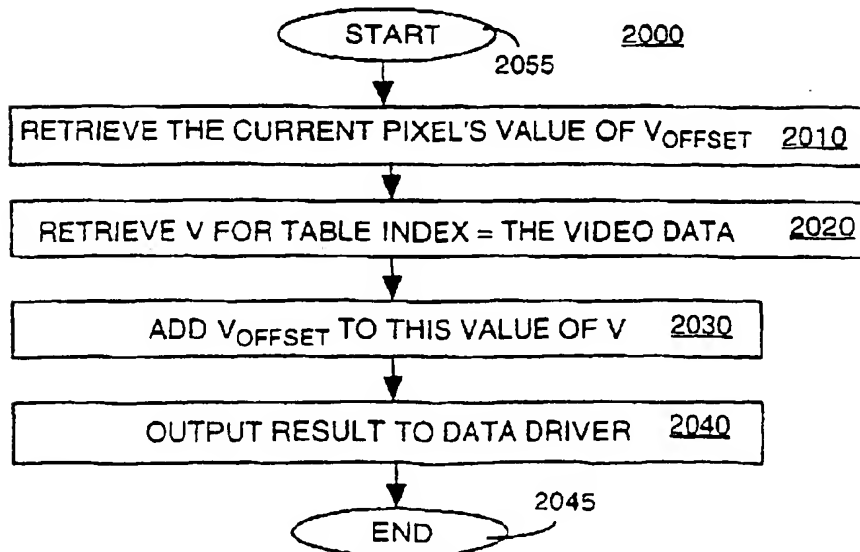 START
2000
2055
RETRIEVE THE CURRENT PIXEL'S VALUE OF VOFFSET 2010
RETRIEVE V FOR TABLE INDEX = THE VIDEO DATA 2020
ADD VOFFSET TO THIS VALUE OF V 2030
OUTPUT RESULT TO DATA DRIVER 2040
2045
END